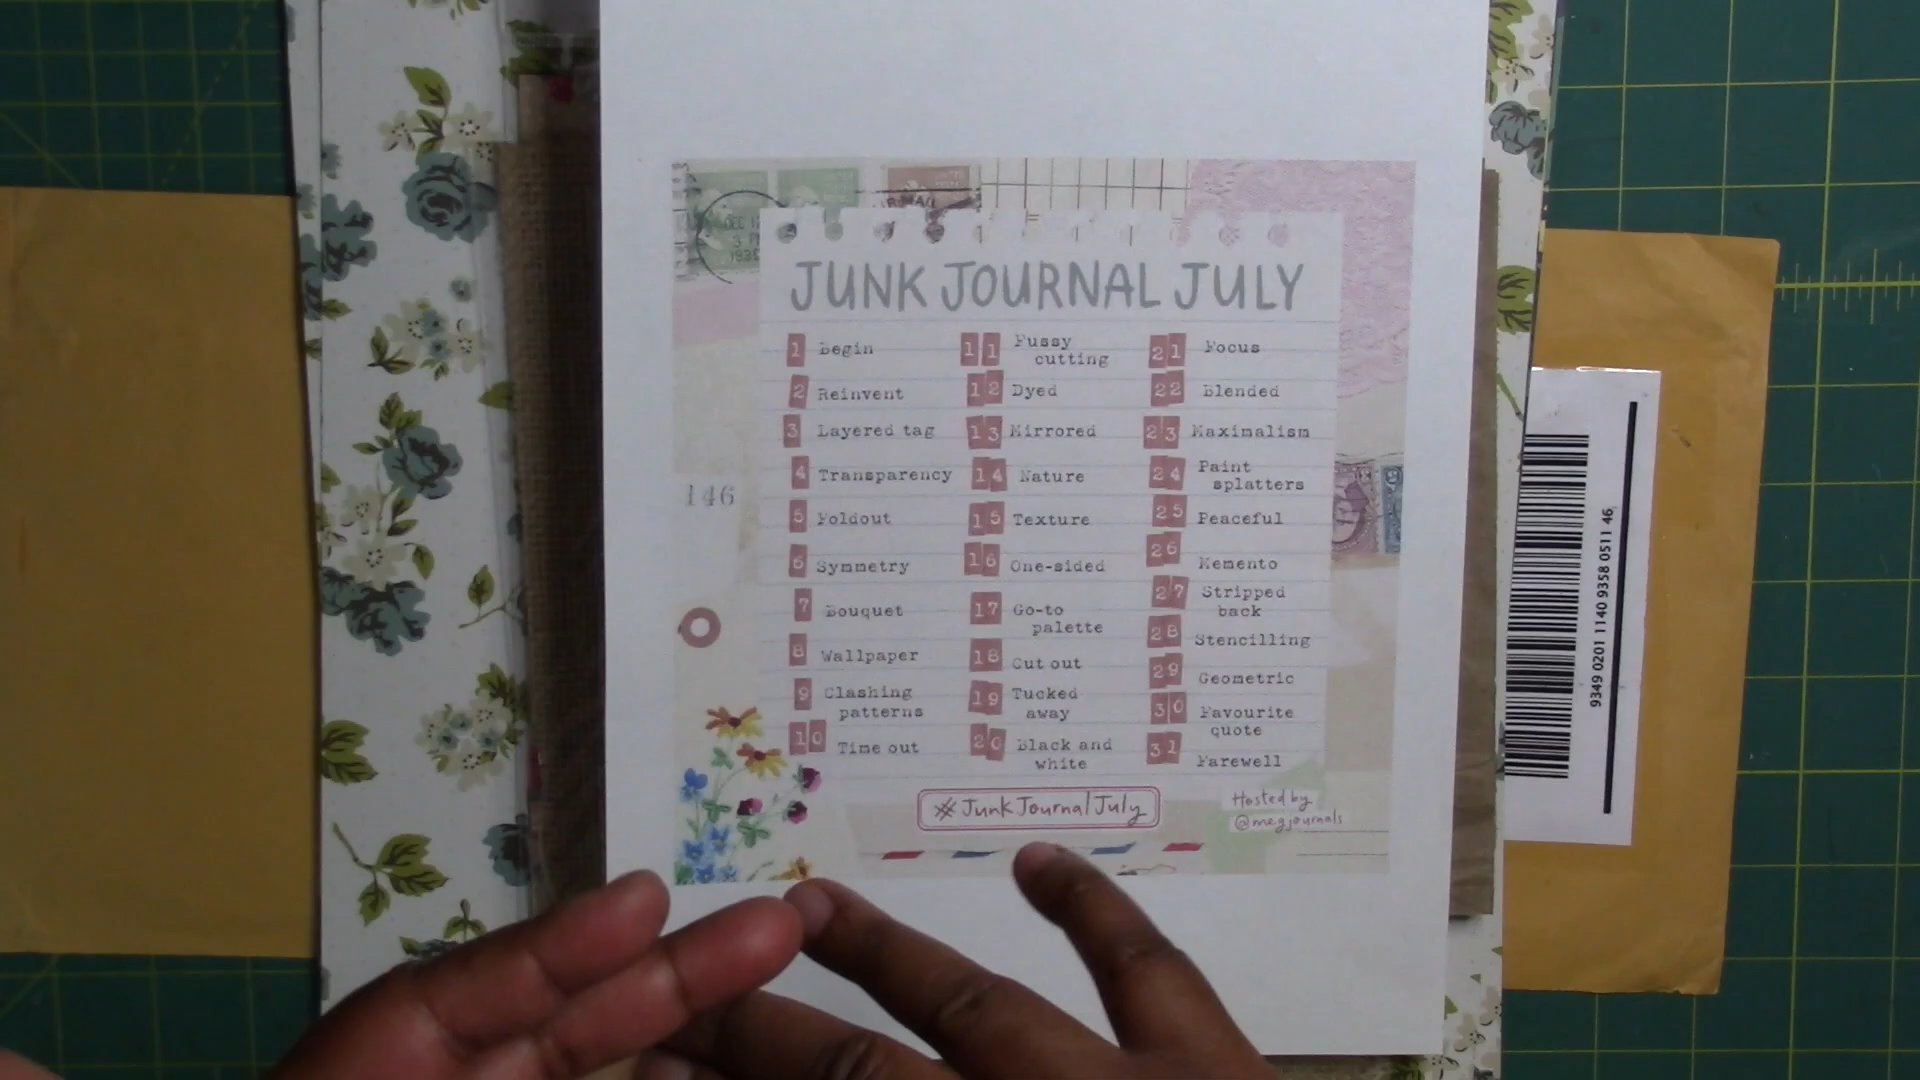 JUNK JOURNAL JULY
1 Begin
2 Reinvent
3 Layered tag
4 Transparency
5 Foldout
6 Symmetry
7 Bouquet
8 Wallpaper
9 Clashing
patterns
10 Time out
11 Fussy
cutting
12 Dyed
13 Mirrored
14 Nature
15 Texture
16 One-sided
17 Go-to
palette
18 Cut out
19 Tucked
away
20 Black and
white
21 Focus
22 Blended
23 Maximalism
24 Paint
splatters
25 Peaceful
26 Memento
27 Stripped
back
28 Stencilling
29 Geometric
30 Favourite
quote
31 Farewell
#JunkJournalJuly
Hosted by
@megjournals
146
9349 0201 1140 9358 0511 46